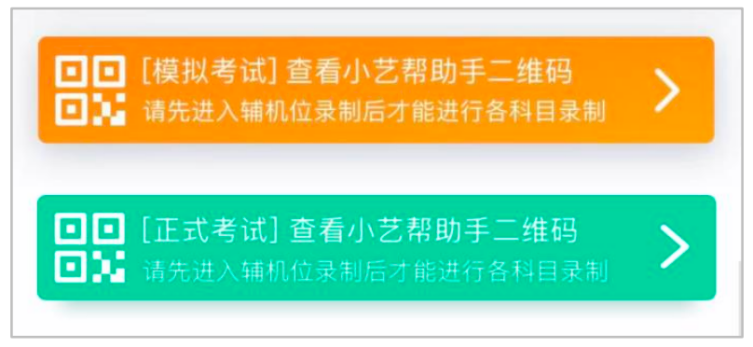 [模拟考试] 查看小艺帮助手二维码
请先进入辅机位录制后才能进行各科目录制
[正式考试] 查看小艺帮助手二维码
请先进入辅机位录制后才能进行各科目录制